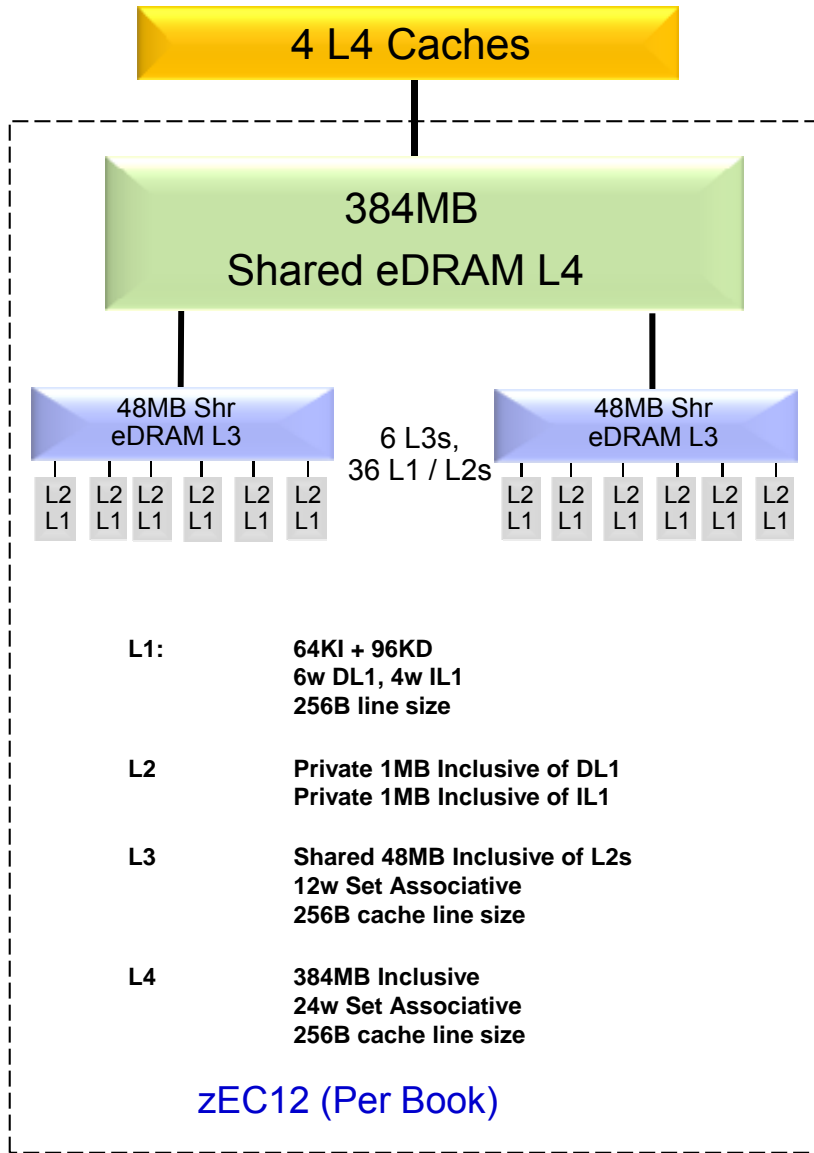 4 L4 Caches
384MB
Shared eDRAM L4
48MB Shr
eDRAM L3
6 L3s,
36 L1 / L2s
48MB Shr
eDRAM L3
L2 L2 L2 L2 L2 L2
L1 L1 L1 L1 L1 L1
L2 L2 L2 L2 L2 L2
L1 L1 L1 L1 L1 L1
L1: 64KI + 96KD
6w DL1, 4w IL1
256B line size
L2 Private 1MB Inclusive of DL1
Private 1MB Inclusive of IL1
L3 Shared 48MB Inclusive of L2s
12w Set Associative
256B cache line size
L4 384MB Inclusive
24w Set Associative
256B cache line size
zEC12 (Per Book)